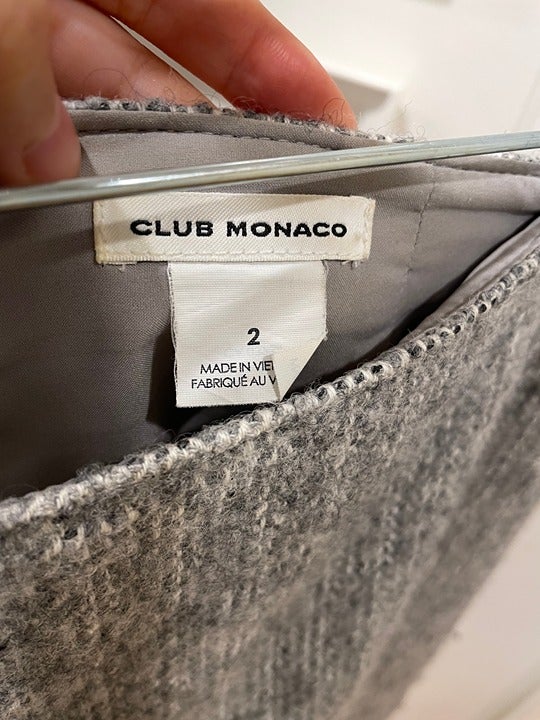 CLUB MONACO
2
MADE IN VIE
FABRIQUÉ AU V